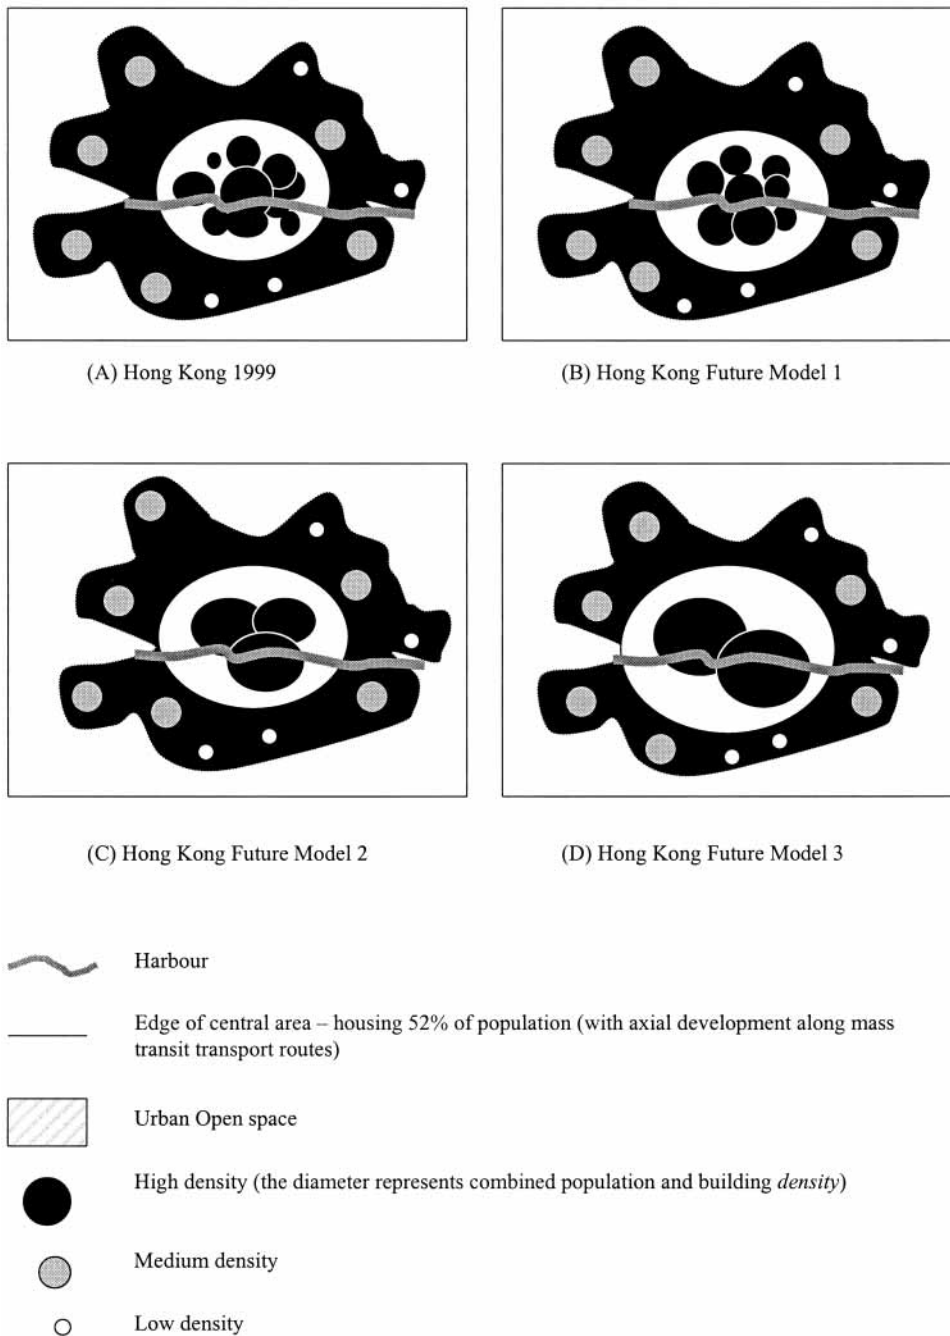 (A) Hong Kong 1999
(B) Hong Kong Future Model 1
(C) Hong Kong Future Model 2
(D) Hong Kong Future Model 3
Harbour
Edge of central area – housing 52% of population (with axial development along mass
transit transport routes)
Urban Open space
High density (the diameter represents combined population and building density)
Medium density
Low density